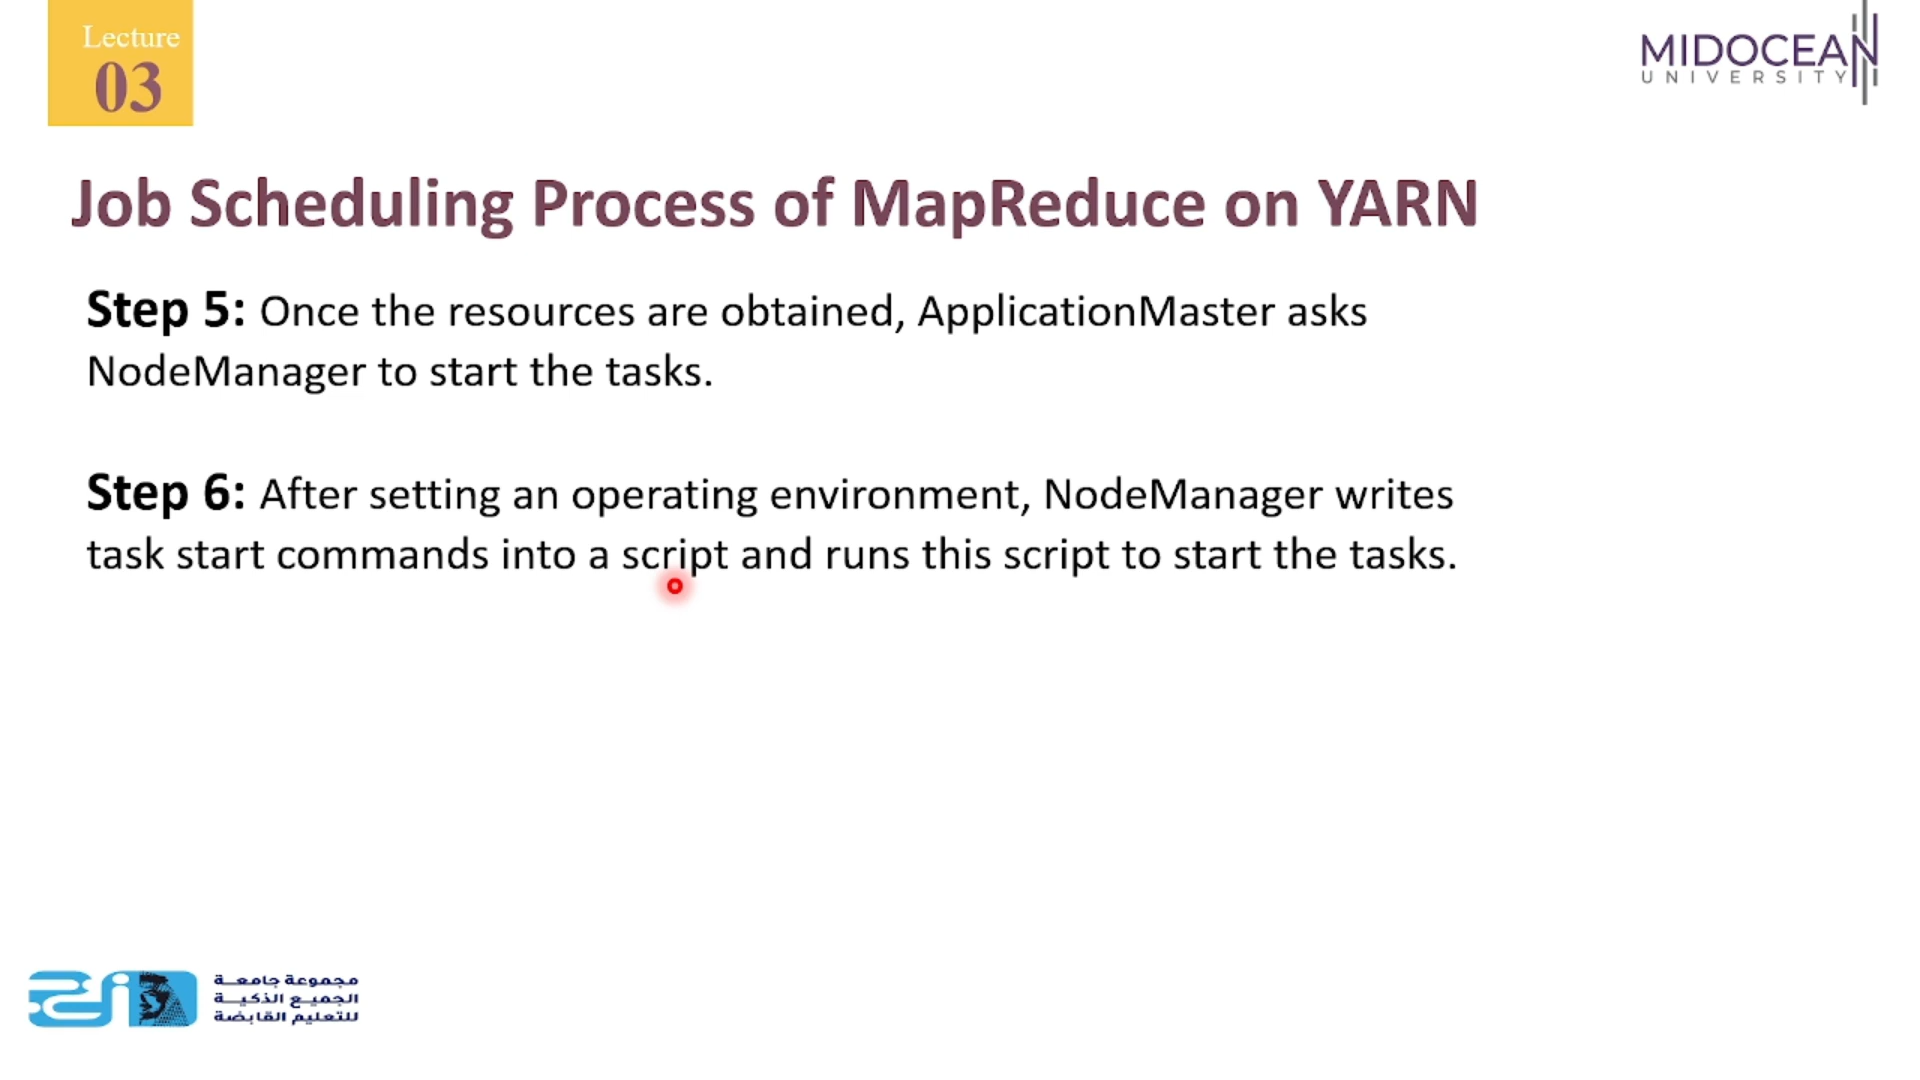 Lecture
03
MIDOCEAN
UNIVERSITY
Job Scheduling Process of MapReduce on YARN
Step 5: Once the resources are obtained, ApplicationMaster asks
NodeManager to start the tasks.
Step 6: After setting an operating environment, NodeManager writes
task start commands into a script and runs this script to start the tasks.
مجموعة جامعة
الجميع الذكية
للتعليم القابضة